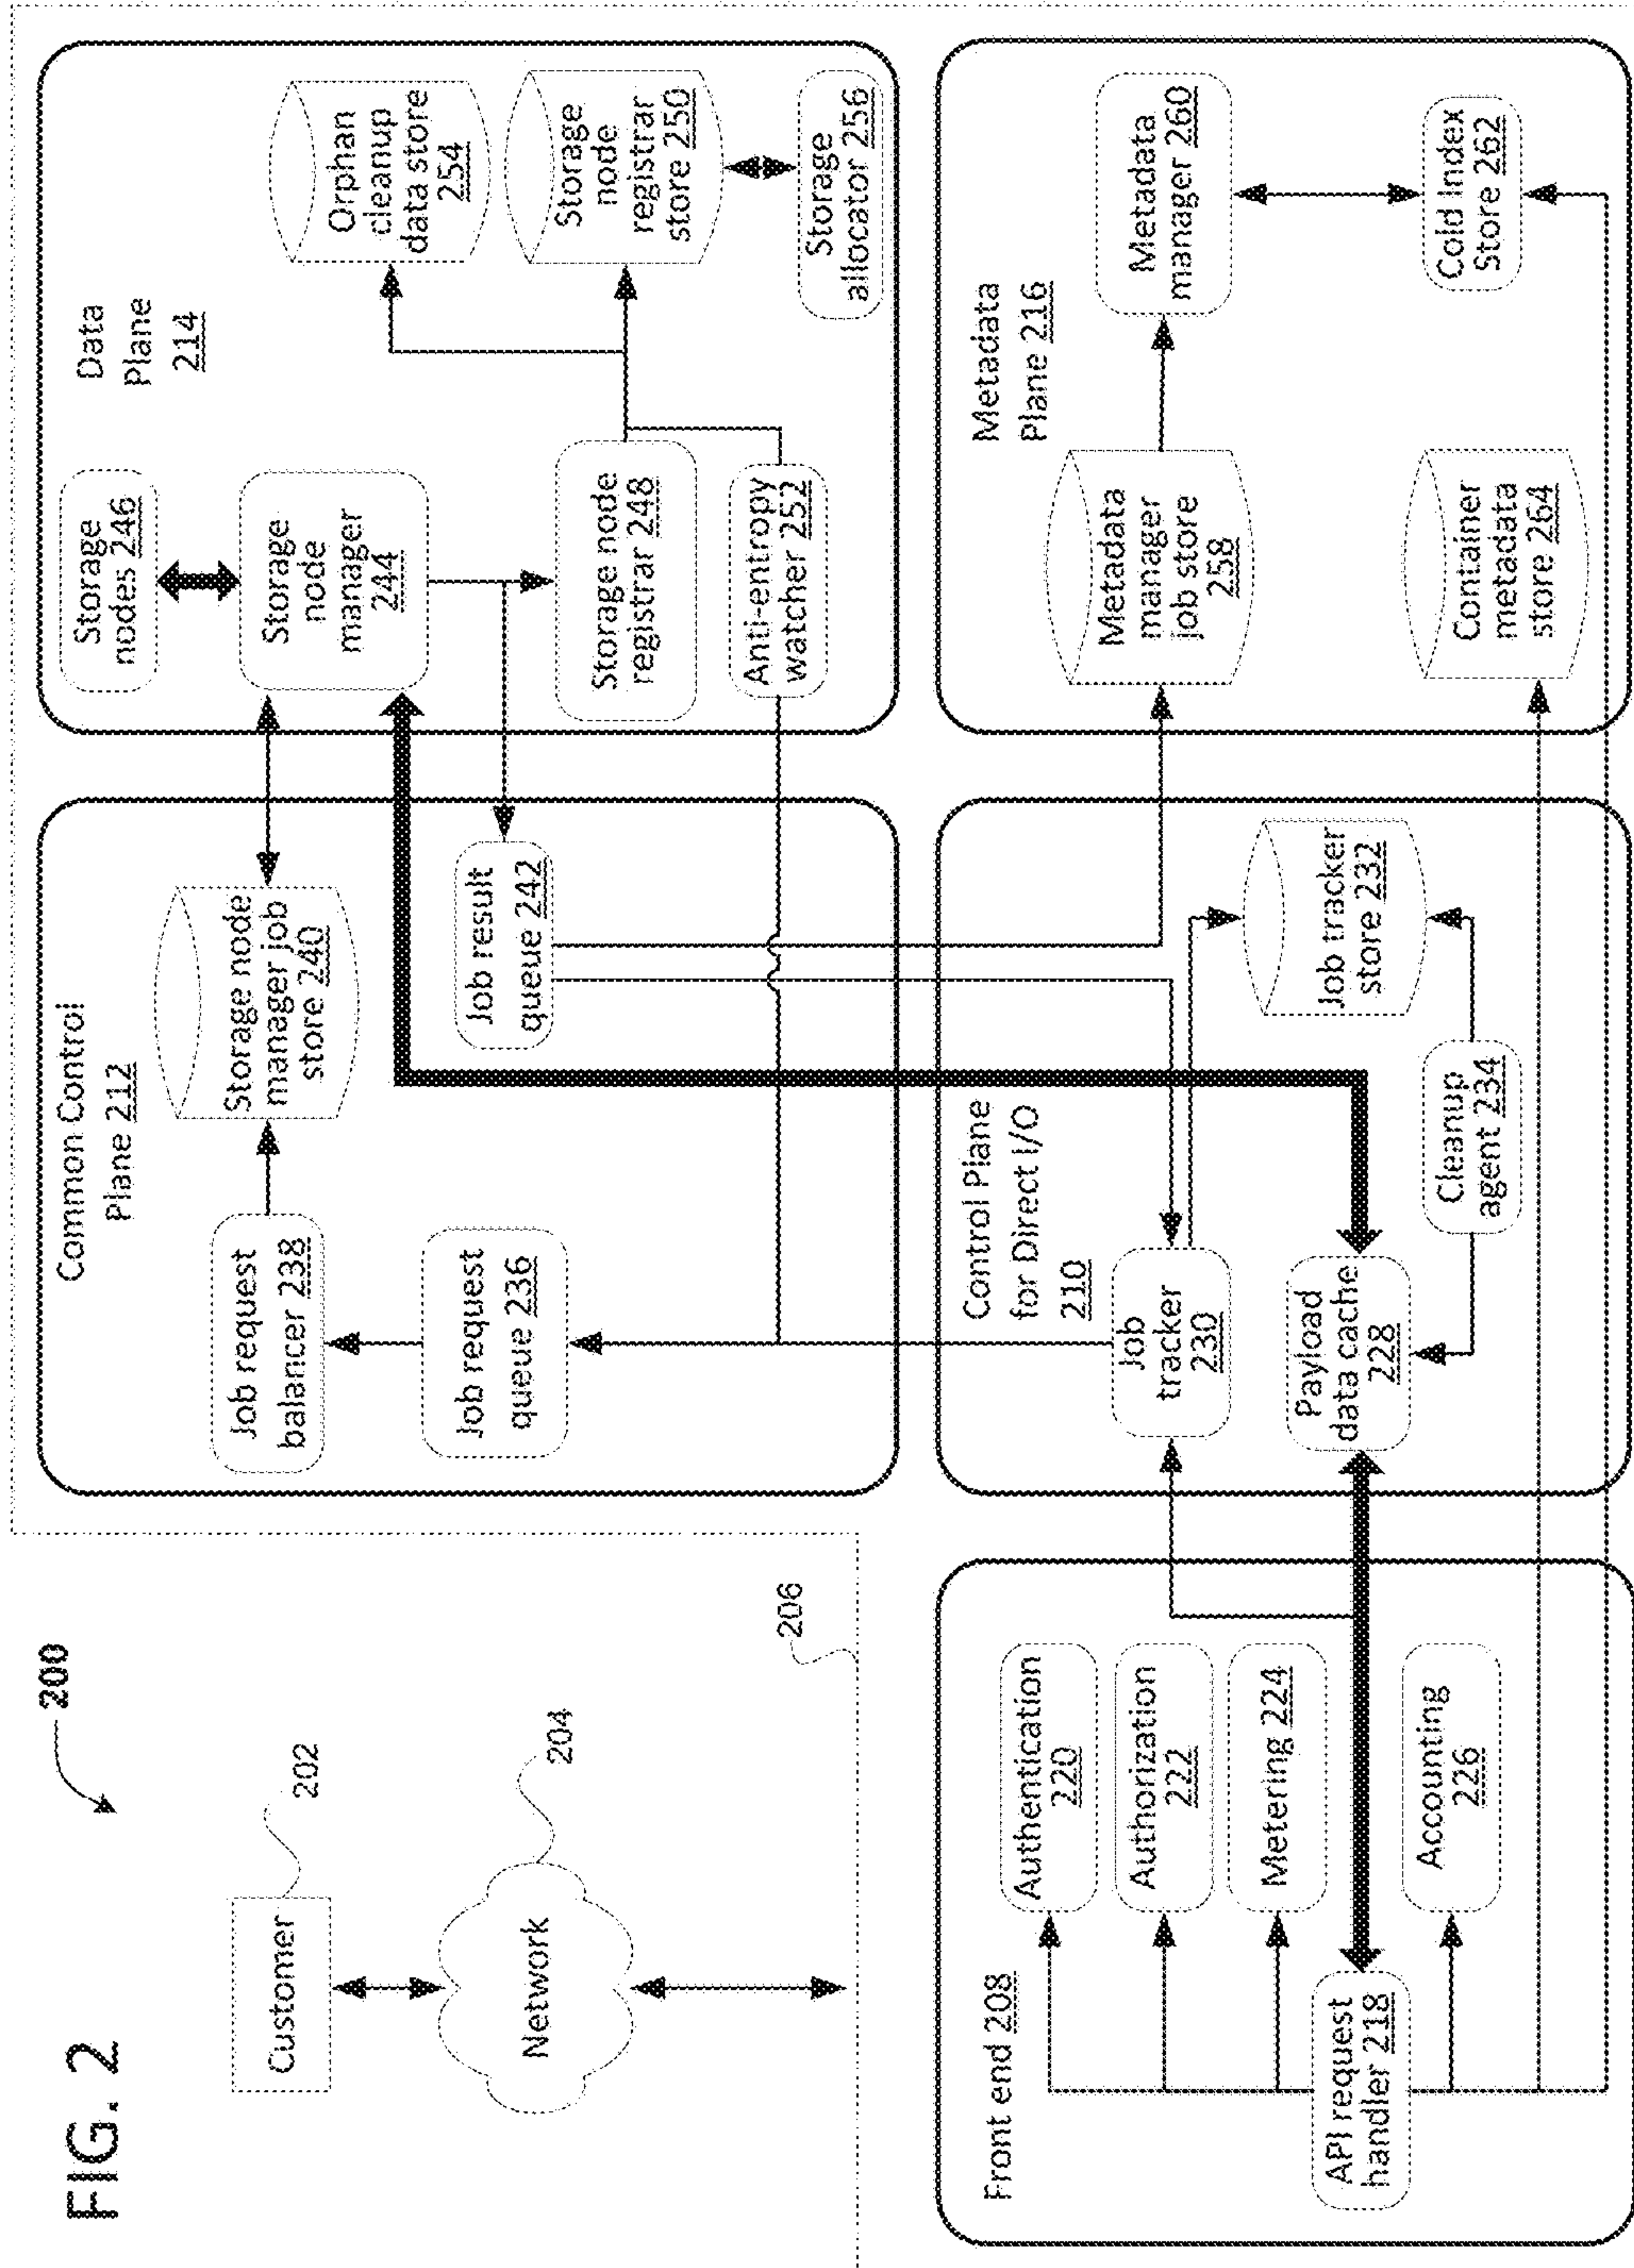 FIG. 2
200
Customer
202
Network
204
206
Common Control
Plane 212
Job request
balancer 238
Storage node
manager job
store 240
Job request
queue 236
Job result
queue 242
Data
Plane
214
Storage
nodes 246
Storage
node
manager
244
Storage node
registrar 248
Anti-entropy
watcher 252
Orphan
cleanup
data store
254
Storage
node
registrar
store 250
Storage
allocator 256
Front end 208
API request
handler 218
Authentication
220
Authorization
222
Metering 224
Accounting
226
Control Plane
for Direct I/O
210
Job
tracker
230
Payload
data cache
228
Job tracker
store 232
Cleanup
agent 234
Metadata
Plane 216
Metadata
manager
job store
258
Metadata
manager 260
Container
metadata
store 264
Cold Index
Store 262